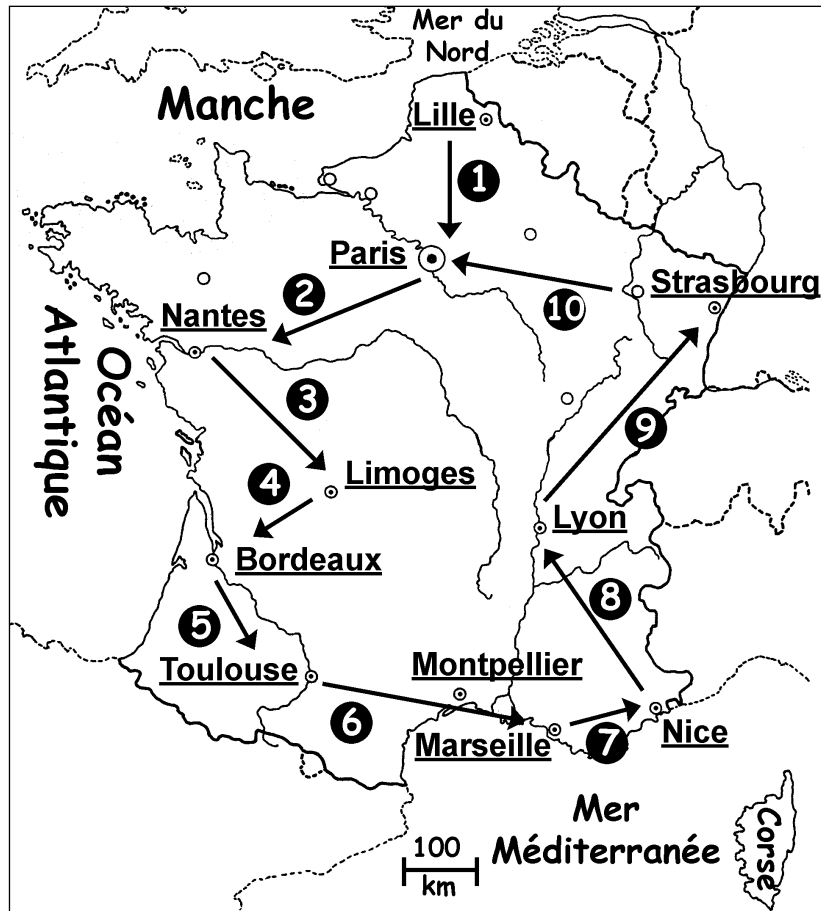 Mer du
Nord
Manche
Lille
1
Paris
2
10
Strasbourg
Nantes
Océan
Atlantique
3
9
4
Limoges
Lyon
Bordeaux
8
5
Toulouse
Montpellier
6
Marseille
7
Nice
Mer
Méditerranée
Corse
100
km